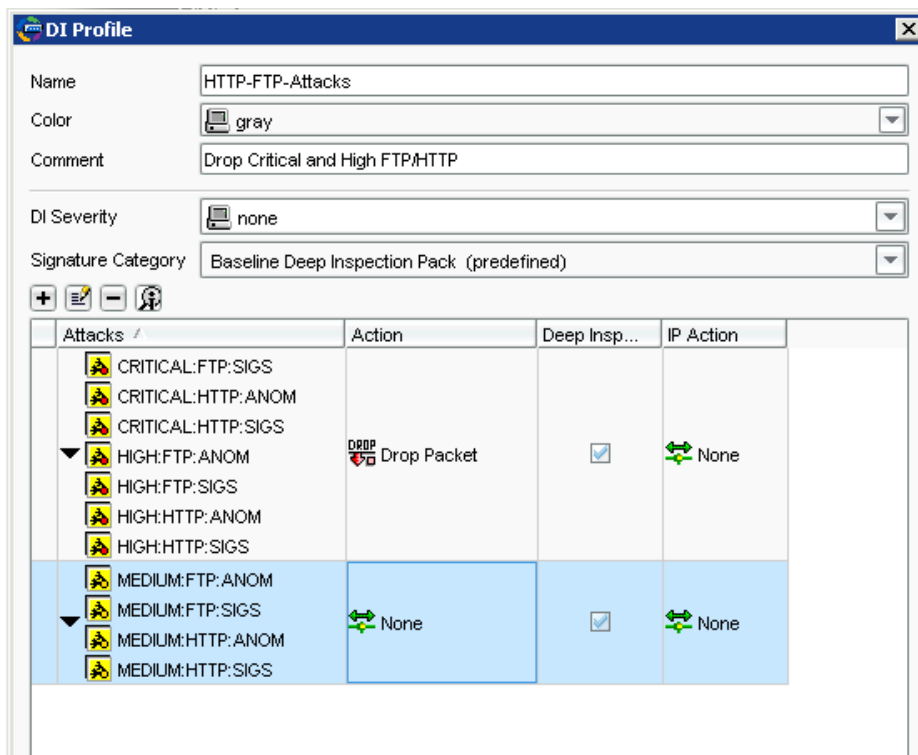 DI Profile
Name HTTP-FTP-Attacks
Color gray
Comment Drop Critical and High FTP/HTTP
DI Severity none
Signature Category Baseline Deep Inspection Pack (predefined)
Attacks Action Deep Insp... IP Action
CRITICAL:FTP:SIGS
CRITICAL:HTTP:ANOM
CRITICAL:HTTP:SIGS
HIGH:FTP:ANOM DROP Drop Packet None
HIGH:FTP:SIGS
HIGH:HTTP:ANOM
HIGH:HTTP:SIGS
MEDIUM:FTP:ANOM
MEDIUM:FTP:SIGS
None None
MEDIUM:HTTP:ANOM
MEDIUM:HTTP:SIGS